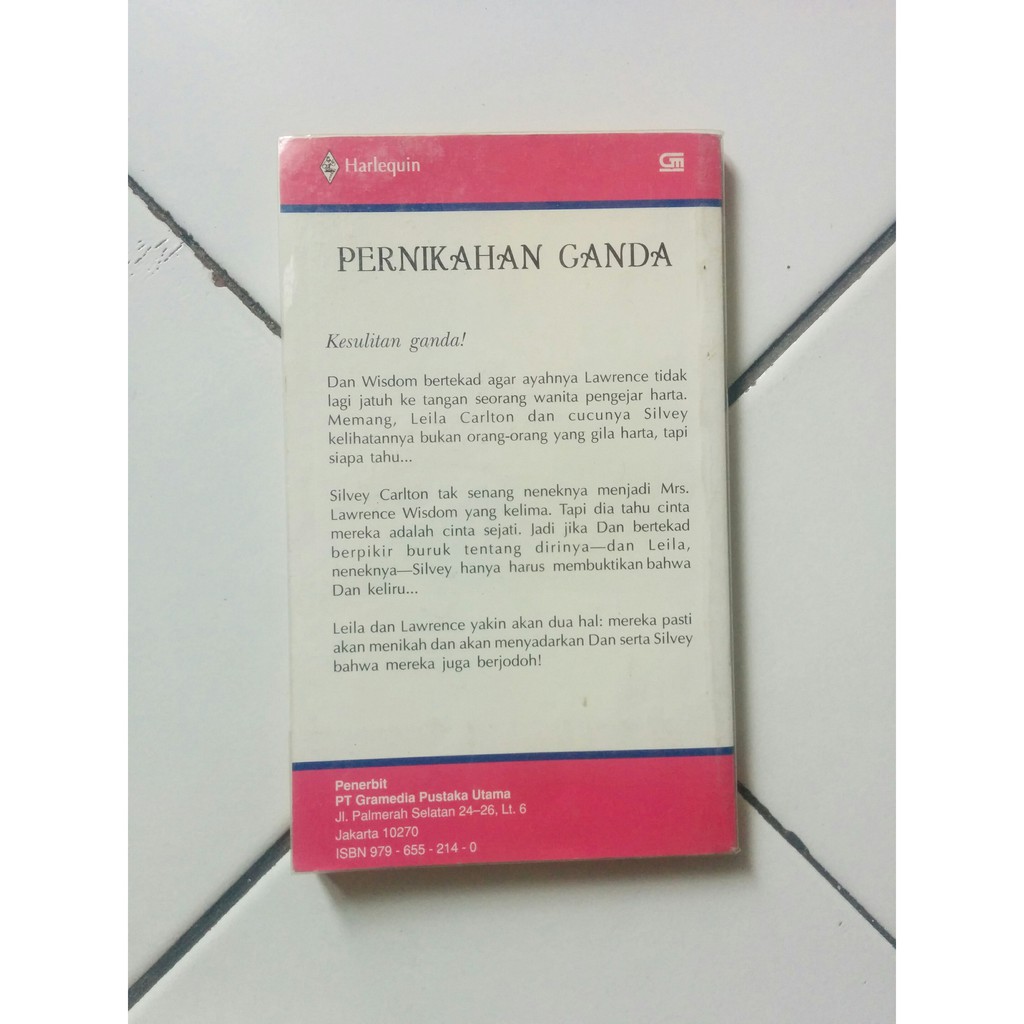 Harlequin
GM
PERNIKAHAN GANDA
Kesulitan ganda!
Dan Wisdom bertekad agar ayahnya Lawrence tidak
lagi jatuh ke tangan seorang wanita pengejar harta.
Memang, Leila Carlton dan cucunya Silvey
kelihatannya bukan orang-orang yang gila harta, tapi
siapa tahu...
Silvey Carlton tak senang neneknya menjadi Mrs.
Lawrence Wisdom yang kelima. Tapi dia tahu cinta
mereka adalah cinta sejati. Jadi jika Dan bertekad
berpikir buruk tentang dirinya—dan Leila,
neneknya—Silvey hanya harus membuktikan bahwa
Dan keliru...
Leila dan Lawrence yakin akan dua hal: mereka pasti
akan menikah dan akan menyadarkan Dan serta Silvey
bahwa mereka juga berjodoh!
Penerbit
PT Gramedia Pustaka Utama
Jl. Palmerah Selatan 24–26, Lt. 6
Jakarta 10270
ISBN 979 - 655 - 214 - 0